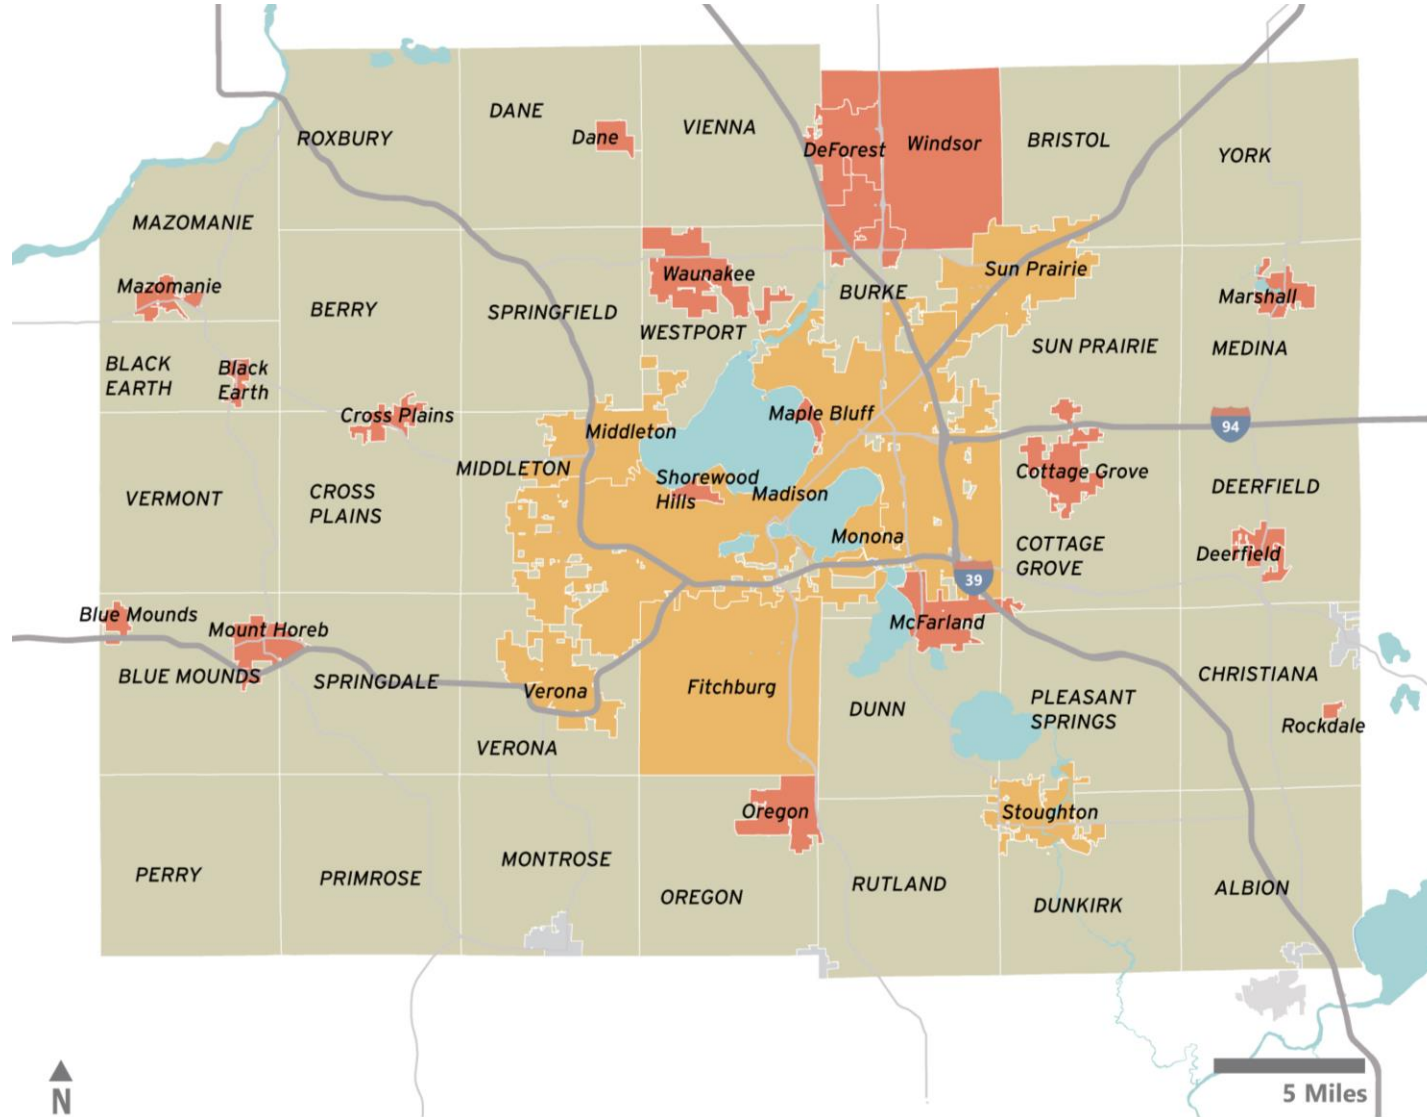 DANE
Dane
VIENNA
ROXBURY
DeForest
Windsor
BRISTOL
YORK
MAZOMANIE
Mazomanie
BERRY
SPRINGFIELD
Waunakee
WESTPORT
BURKE
Sun Prairie
Marshall
SUN PRAIRIE
MEDINA
BLACK
EARTH
Black
Earth
Cross Plains
Middleton
Maple Bluff
94
MIDDLETON
Shorewood
Hills
Madison
Cottage Grove
VERMONT
CROSS
PLAINS
DEERFIELD
Monona
COTTAGE
GROVE
Deerfield
39
Blue Mounds
Mount Horeb
McFarland
BLUE MOUNDS
SPRINGDALE
Verona
Fitchburg
DUNN
PLEASANT
SPRINGS
CHRISTIANA
Rockdale
VERONA
Oregon
Stoughton
PERRY
PRIMROSE
MONTROSE
OREGON
RUTLAND
DUNKIRK
ALBION
N
5 Miles